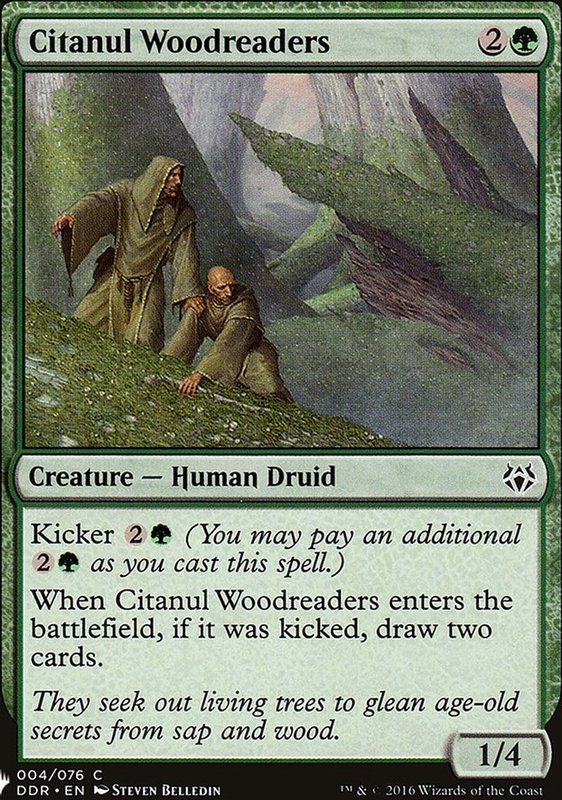 Citanul Woodreaders 2
Creature — Human Druid
Kicker 2 (You may pay an additional
2 as you cast this spell.)
When Citanul Woodreaders enters the
battlefield, if it was kicked, draw two
cards.
They seek out living trees to glean age-old
secrets from sap and wood.
1/4
004/076 C
DDR • EN Steven Belledin
™ & © 2016 Wizards of the Coast